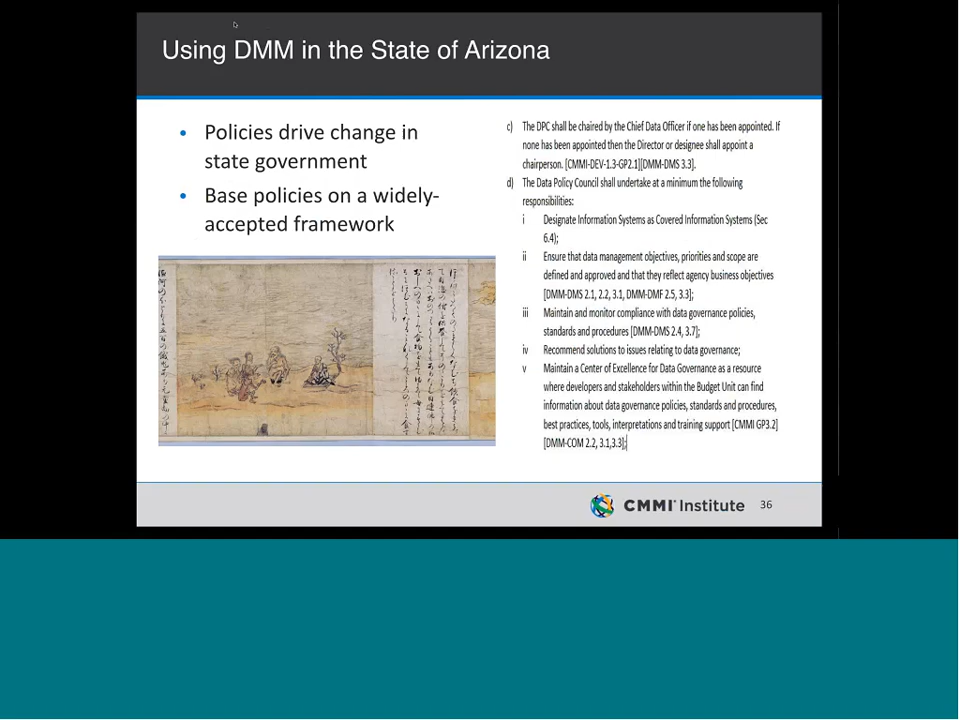 Using DMM in the State of Arizona
• Policies drive change in
state government
• Base policies on a widely-
accepted framework
c) The DPC shall be chaired by the Chief Data Officer if one has been appointed. If
none has been appointed then the Director or designee shall appoint a
chairperson. [CMMI-DEV-1.3-GP2.1][DMM-DMS 3.3].
d) The Data Policy Council shall undertake at a minimum the following
responsibilities:
i Designate Information Systems as Covered Information Systems (Sec
6.4);
ii Ensure that data management objectives, priorities and scope are
defined and approved and that they reflect agency business objectives
[DMM-DMS 2.1, 2.2, 3.1, DMM-DMF 2.5, 3.3];
iii Maintain and monitor compliance with data governance policies,
standards and procedures [DMM-DMS 2.4, 3.7];
iv Recommend solutions to issues relating to data governance;
v Maintain a Center of Excellence for Data Governance as a resource
where developers and stakeholders within the Budget Unit can find
information about data governance policies, standards and procedures,
best practices, tools, interpretations and training support [CMMI GP3.2]
[DMM-COM 2.2, 3.1,3.3];
CMMI Institute 36